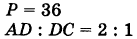 P = 36
AD : DC = 2 : 1